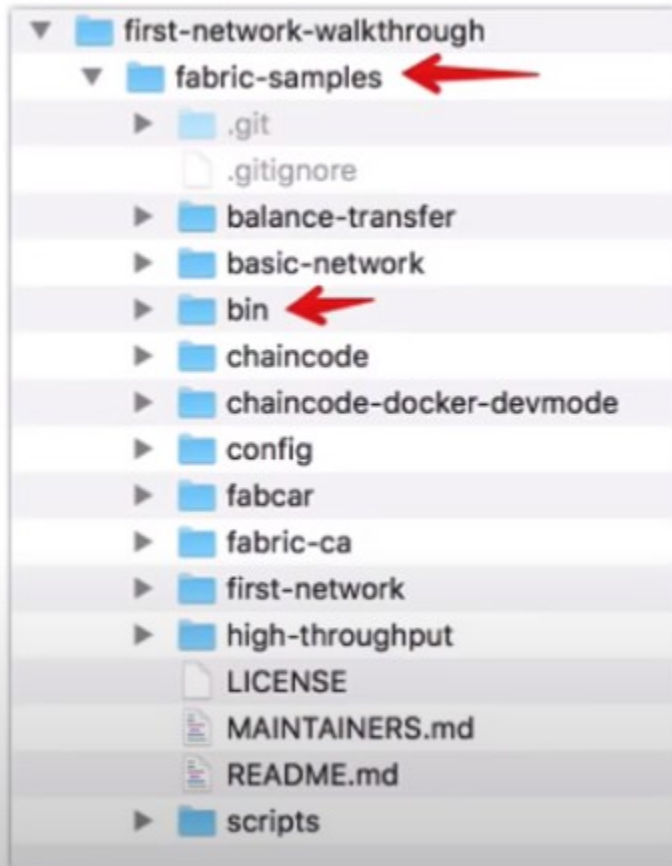 first-network-walkthrough
fabric-samples
.git
.gitignore
balance-transfer
basic-network
bin
chaincode
chaincode-docker-devmode
config
fabcar
fabric-ca
first-network
high-throughput
LICENSE
MAINTAINERS.md
README.md
scripts